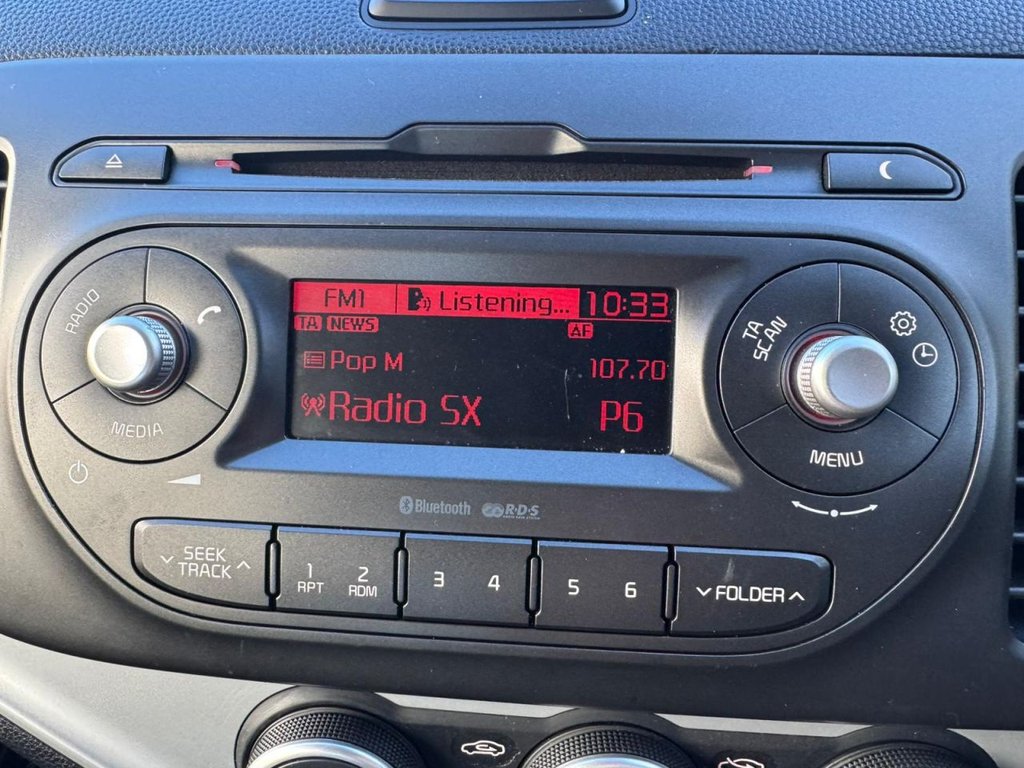 FM1 Listening... 10:33
TA NEWS AF
Pop M 107.70
Radio SX P6
RADIO
MEDIA
TA
SCAN
MENU
Bluetooth R·D·S
SEEK
TRACK
1 2
RPT RDM
3 4
5 6
FOLDER